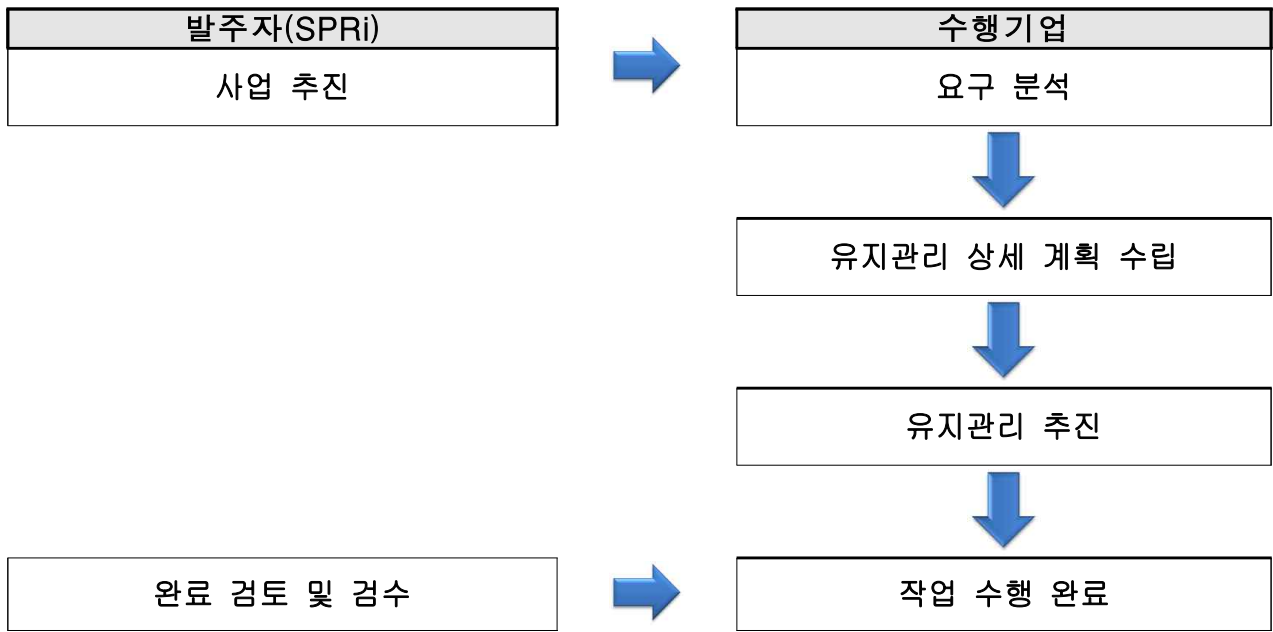 발주자(SPRi)
수행기업
사업 추진
요구 분석
유지관리 상세 계획 수립
유지관리 추진
완료 검토 및 검수
작업 수행 완료